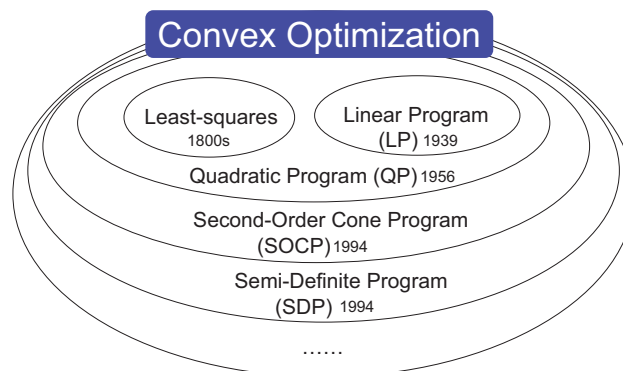 Convex Optimization
Least-squares
1800s
Linear Program
(LP) 1939
Quadratic Program (QP) 1956
Second-Order Cone Program
(SOCP) 1994
Semi-Definite Program
(SDP) 1994
......